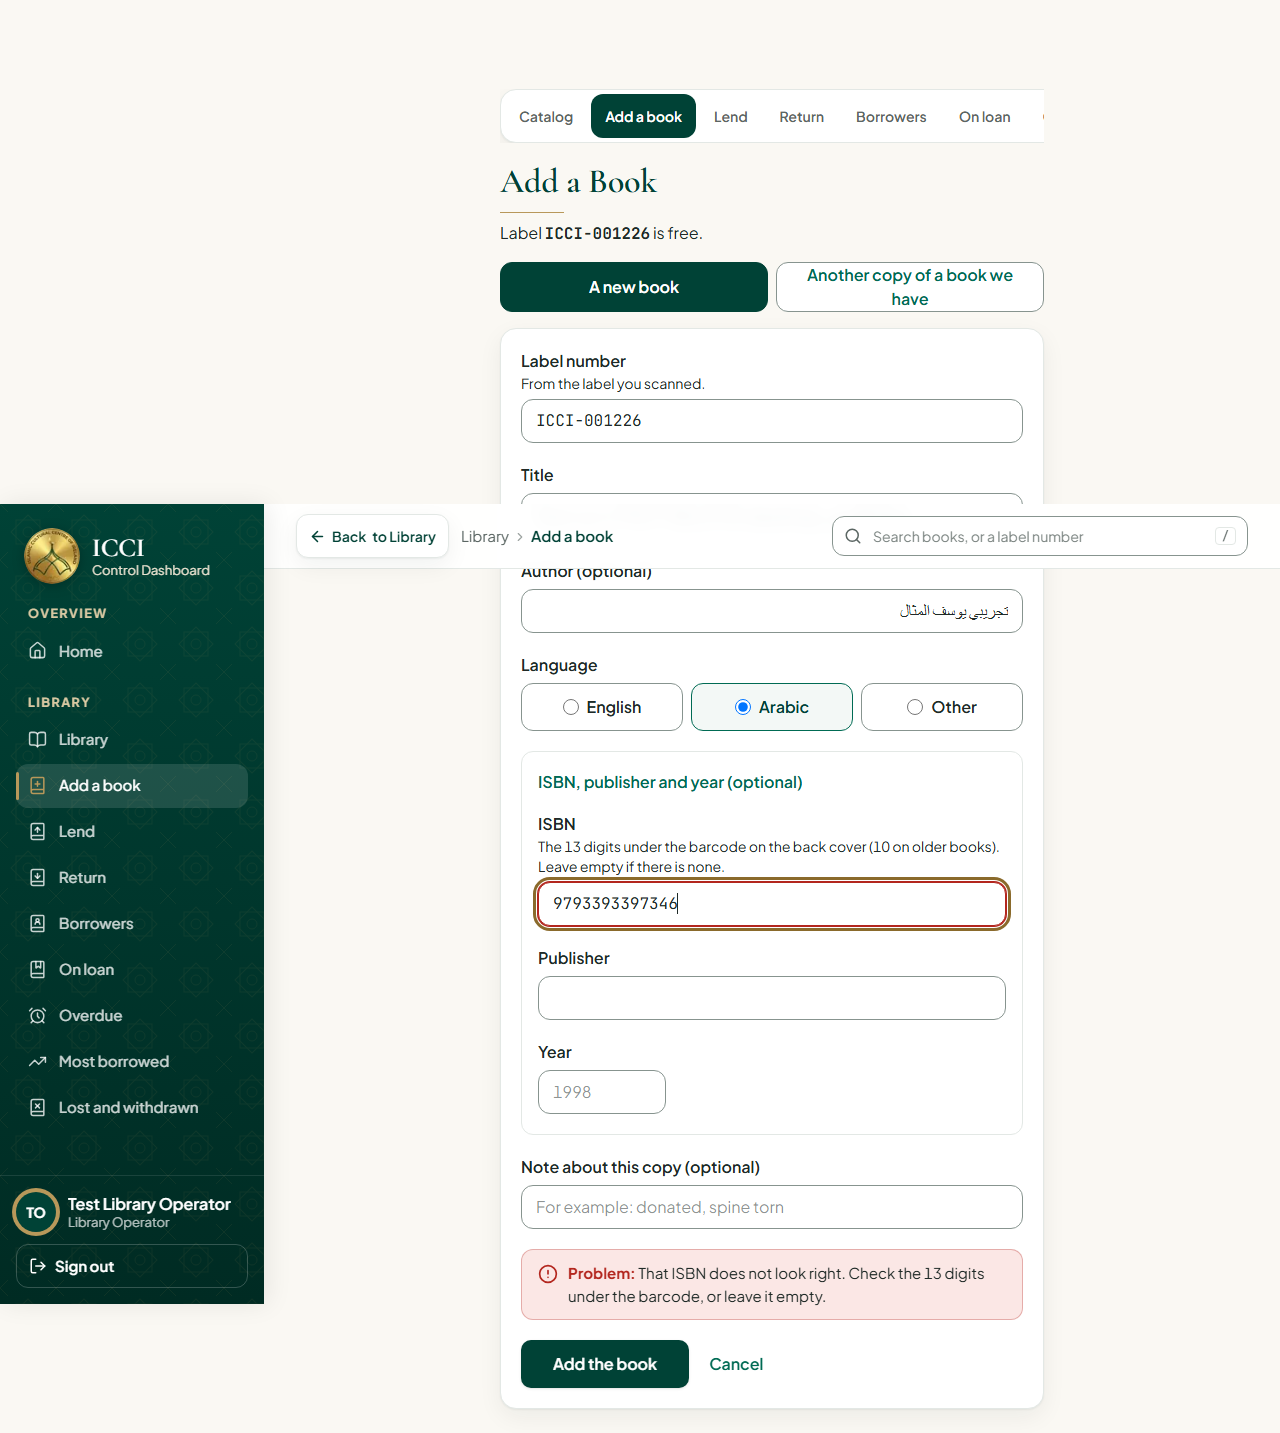 Catalog
Add a book
Lend
Return
Borrowers
On loan
Add a Book
Label ICCI-001226 is free.
A new book
Another copy of a book we
have
Label number
From the label you scanned.
ICCI-001226
Title
ICCI
Control Dashboard
Back to Library
Library
Add a book
Search books, or a label number
/
OVERVIEW
Home
LIBRARY
Library
Add a book
Lend
Return
Borrowers
On loan
Overdue
Most borrowed
Lost and withdrawn
TO
Test Library Operator
Library Operator
Sign out
Author (optional)
تجريبي يوسف المثال
Language
English
Arabic
Other
ISBN, publisher and year (optional)
ISBN
The 13 digits under the barcode on the back cover (10 on older books).
Leave empty if there is none.
9793393397346
Publisher
Year
1998
Note about this copy (optional)
For example: donated, spine torn
Problem: That ISBN does not look right. Check the 13 digits
under the barcode, or leave it empty.
Add the book
Cancel